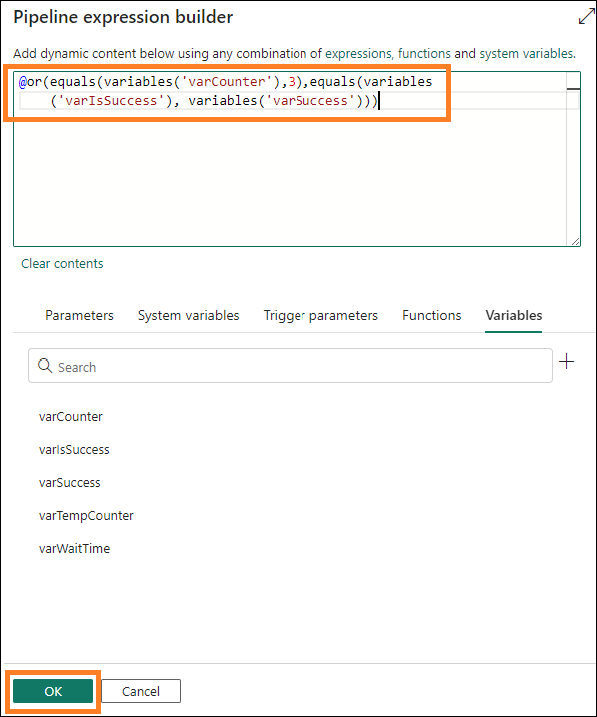 Pipeline expression builder
Add dynamic content below using any combination of expressions, functions and system variables.
@or(equals(variables('varCounter'),3),equals(variables
('varIsSuccess'), variables('varSuccess')))
Clear contents
Parameters System variables Trigger parameters Functions Variables
Search
varCounter
varIsSuccess
varSuccess
varTempCounter
varWaitTime
OK Cancel